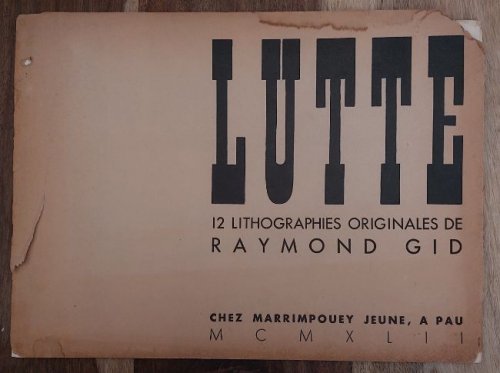 LUTTE
12 LITHOGRAPHIES ORIGINALES DE
RAYMOND GID
CHEZ MARRIMPOUEY JEUNE, A PAU
MCMXLII